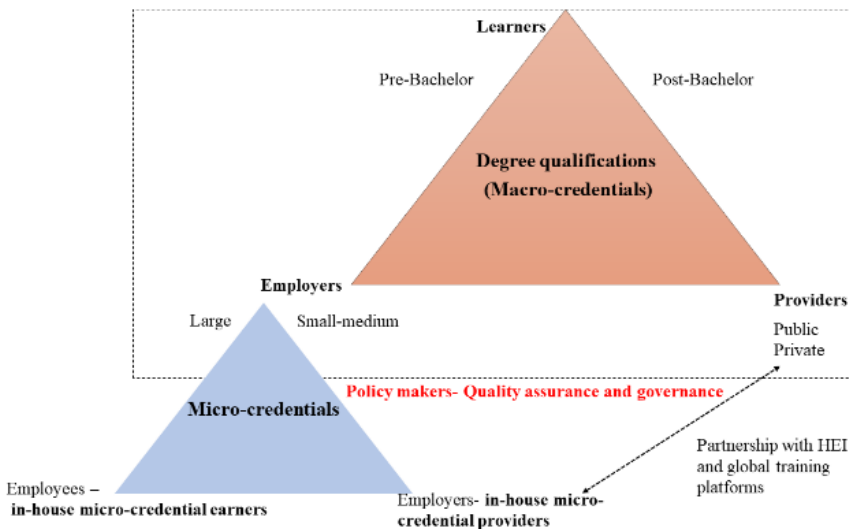 Learners
Pre-Bachelor
Post-Bachelor
Degree qualifications
(Macro-credentials)
Employers
Providers
Large
Small-medium
Public
Private
Policy makers- Quality assurance and governance
Micro-credentials
Partnership with HEI
and global training
platforms
Employees –
in-house micro-credential earners
Employers- in-house micro-
credential providers